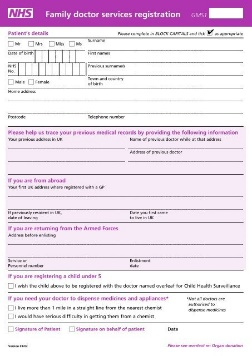 NHS Family doctor services registration GMS1
Patient's details Please complete in BLOCK CAPITALS and tick as appropriate
Mr Mrs Miss Ms Surname
Date of birth First names
NHS No. Previous surname/s
Male Female Town and country of birth
Home address
Postcode Telephone number
Please help us trace your previous medical records by providing the following information
Your previous address in UK Name of previous doctor while at that address
Address of previous doctor
If you are from abroad
Your first UK address where registered with a GP
If previously resident in UK, date of leaving Date you first came to live in UK
If you are returning from the Armed Forces
Address before enlisting
Service or Personnel number Enlistment date
If you are registering a child under 5
I wish the child above to be registered with the doctor named overleaf for Child Health Surveillance
If you need your doctor to dispense medicines and appliances* *Not all doctors are authorised to dispense medicines
I live more than 1 mile in a straight line from the nearest chemist
I would have serious difficulty in getting them from a chemist
Signature of Patient Signature on behalf of patient Date